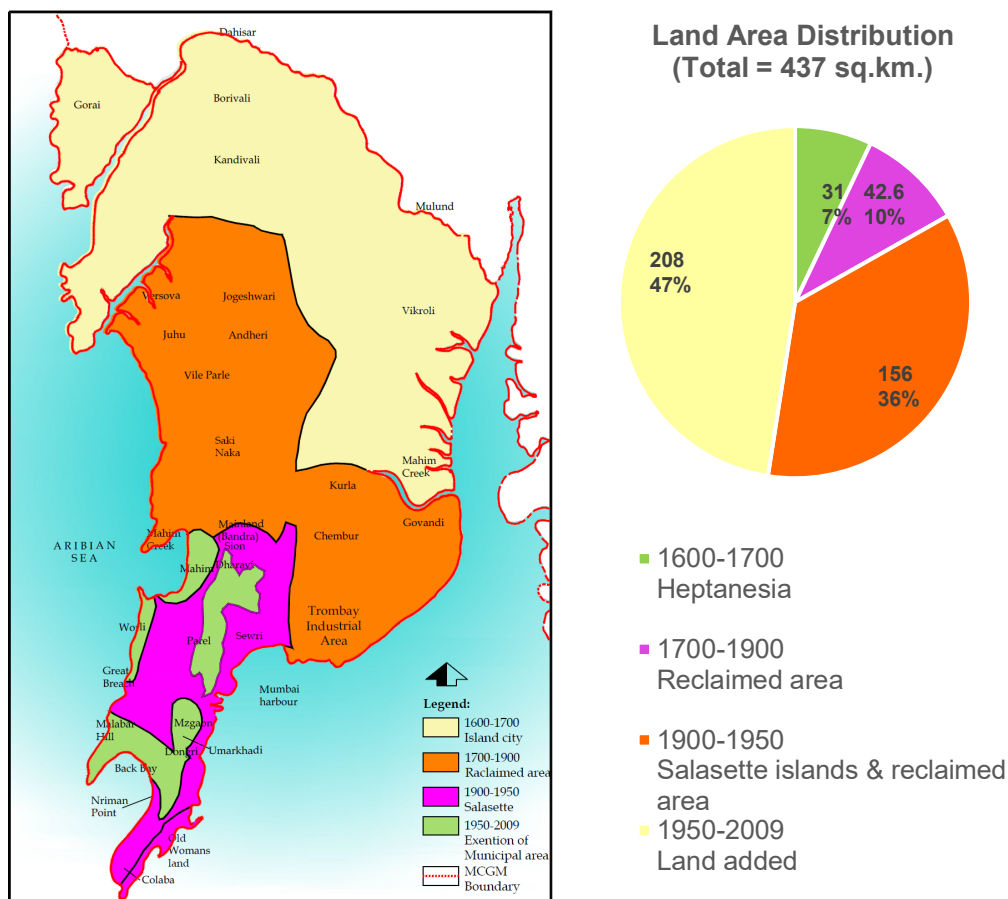 Dahisar
Gorai
Borivali
Kandivali
Mulund
Versova
Jogeshwari
Vikroli
Juhu
Andheri
Vile Parle
Saki
Naka
Mahim
Creek
Kurla
Govandi
Mahim
Creek
Mainland
(Bandra)
Sion
Chembur
ARIBIAN
SEA
Mahim
Dharavi
Trombay
Industrial
Area
Worli
Parel
Sewri
Great
Breach
Mumbai
harbour
Malabar
Hill
Mzgaon
Umarkhadi
Dongri
Back Bay
Nriman
Point
Old
Womans
land
Colaba
Legend:
1600-1700
Island city
1700-1900
Raclaimed area
1900-1950
Salasette
1950-2009
Exention of
Municipal area
MCGM
Boundary
Land Area Distribution
(Total = 437 sq.km.)
31
7%
42.6
10%
208
47%
156
36%
1600-1700
Heptanesia
1700-1900
Reclaimed area
1900-1950
Salasette islands & reclaimed
area
1950-2009
Land added